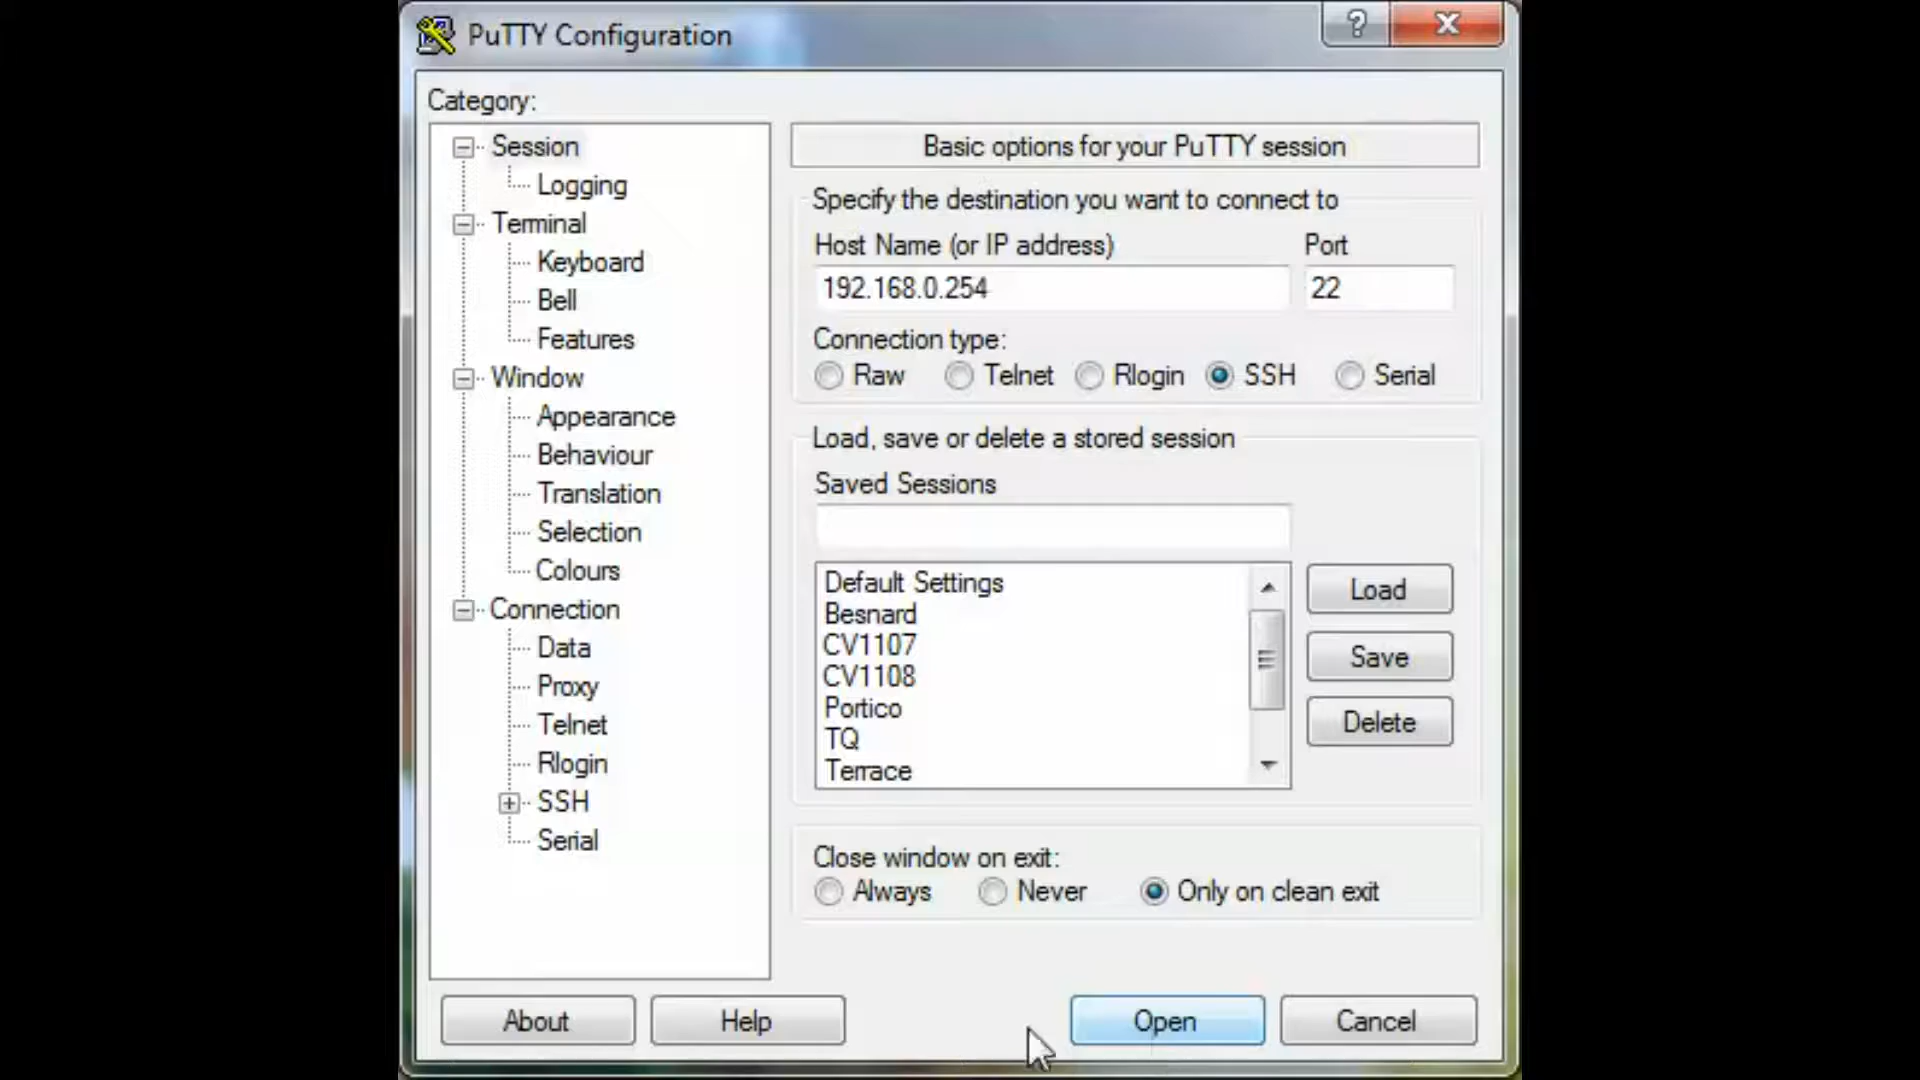 PuTTY Configuration
?
Category:
Session
Logging
Terminal
Keyboard
Bell
Features
Window
Appearance
Behaviour
Translation
Selection
Colours
Connection
Data
Proxy
Telnet
Rlogin
SSH
Serial
Basic options for your PuTTY session
Specify the destination you want to connect to
Host Name (or IP address) Port
192.168.0.254 22
Connection type:
Raw Telnet Rlogin SSH Serial
Load, save or delete a stored session
Saved Sessions
Default Settings
Besnard
CV1107
CV1108
Portico
TQ
Terrace
Load
Save
Delete
Close window on exit:
Always Never Only on clean exit
About Help Open Cancel